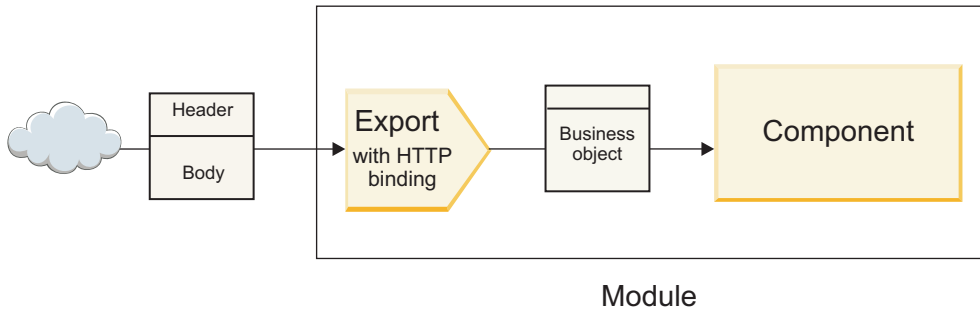 Header
Body
Export
with HTTP
binding
Business
object
Component
Module